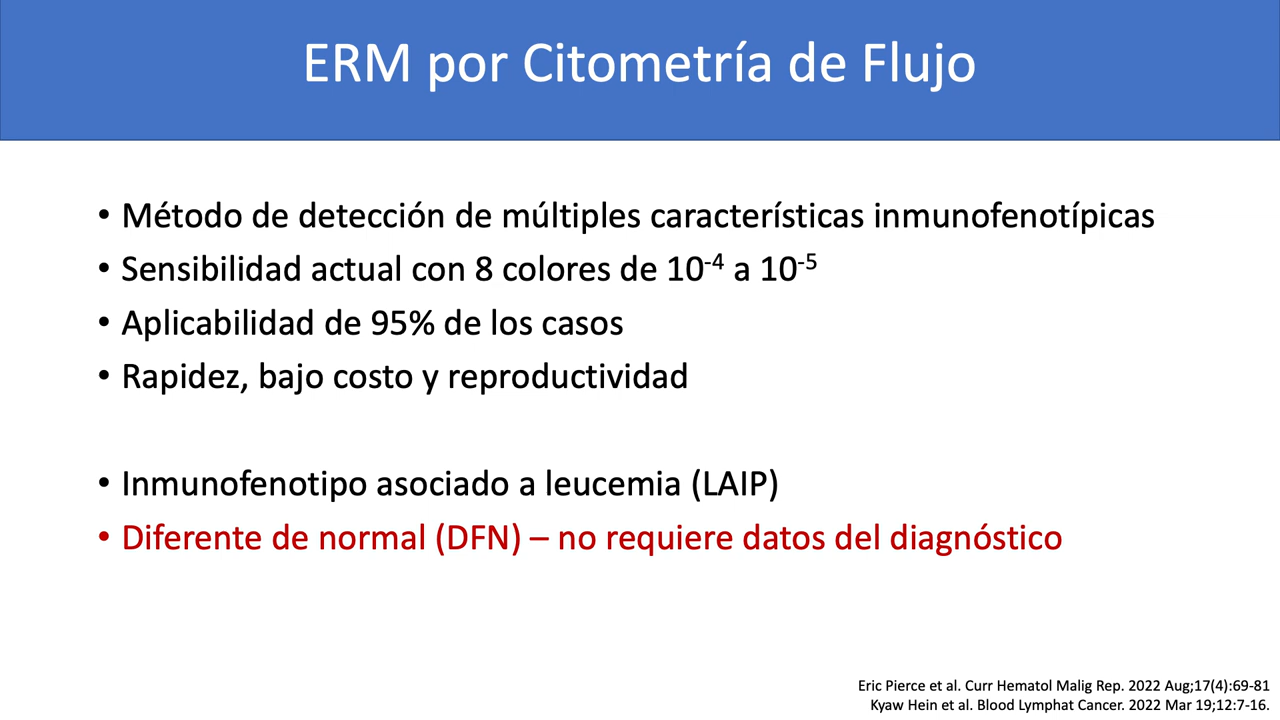 ERM por Citometría de Flujo
• Método de detección de múltiples características inmunofenotípicas
• Sensibilidad actual con 8 colores de 10⁻⁴ a 10⁻⁵
• Aplicabilidad de 95% de los casos
• Rapidez, bajo costo y reproductividad
• Inmunofenotipo asociado a leucemia (LAIP)
• Diferente de normal (DFN) – no requiere datos del diagnóstico
Eric Pierce et al. Curr Hematol Malig Rep. 2022 Aug;17(4):69-81
Kyaw Hein et al. Blood Lymphat Cancer. 2022 Mar 19;12:7-16.